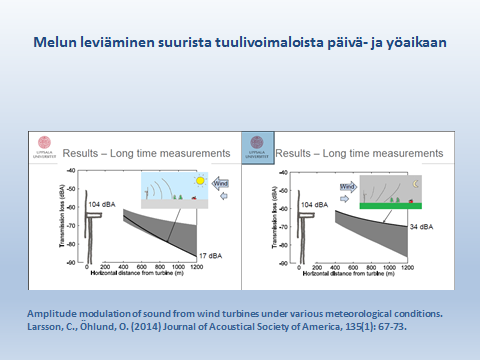 Melun leviäminen suurista tuulivoimaloista päivä- ja yöaikaan
UPPSALA
UNIVERSITET
Results – Long time measurements
Transmission loss (dBA)
-40
-50
-60
-70
-80
-90
104 dBA
Wind
17 dBA
0 200 400 600 800 1000 1200
Horizontal distance from turbine (m)
UPPSALA
UNIVERSITET
Results – Long time measurements
Transmission loss (dBA)
-40
-50
-60
-70
-80
-90
104 dBA
Wind
34 dBA
0 200 400 600 800 1000 1200
Horizontal distance from turbine (m)
Amplitude modulation of sound from wind turbines under various meteorological conditions.
Larsson, C., Öhlund, O. (2014) Journal of Acoustical Society of America, 135(1): 67-73.